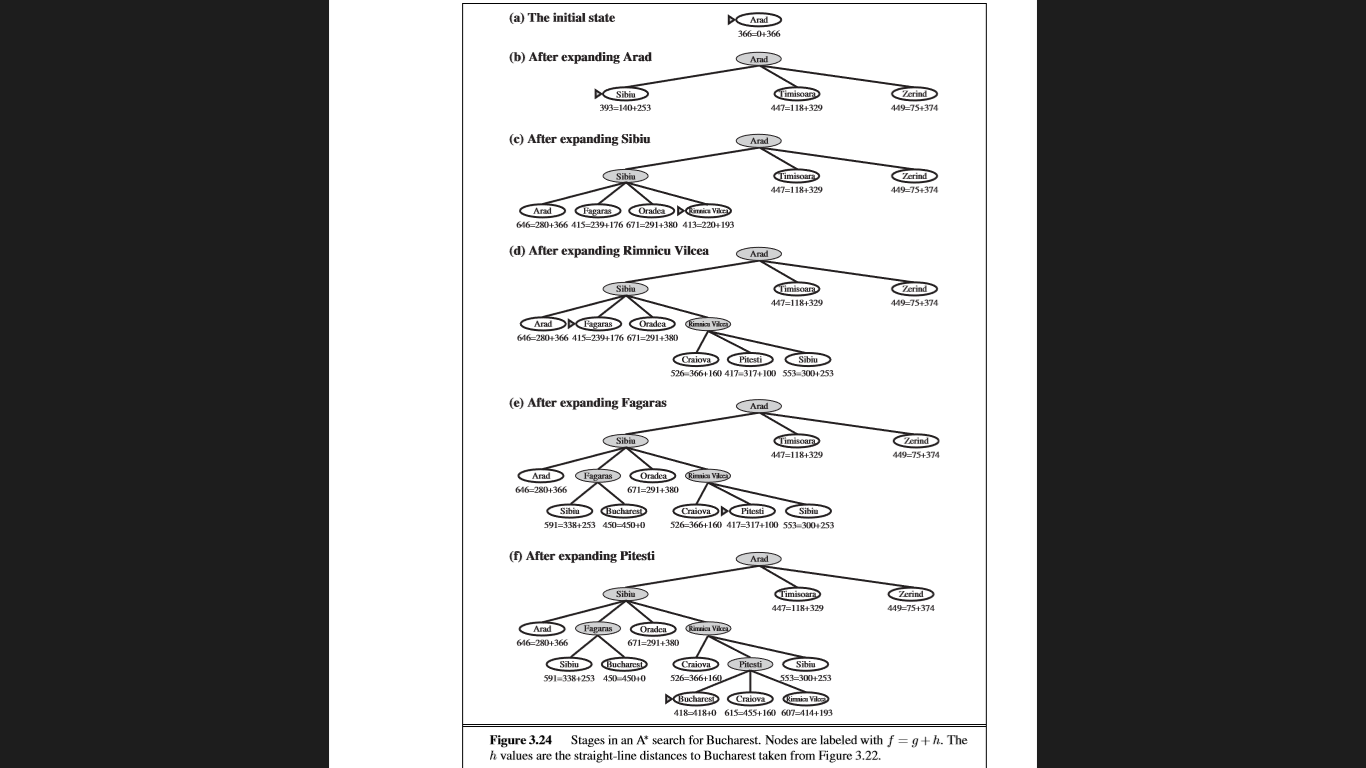 (a) The initial state
Arad
366=0+366
(b) After expanding Arad
Arad
Sibiu Timisoara Zerind
393=140+253 447=118+329 449=75+374
(c) After expanding Sibiu
Arad
Sibiu Timisoara Zerind
447=118+329 449=75+374
Arad Fagaras Oradea Rimnicu Vilcea
646=280+366 415=239+176 671=291+380 413=220+193
(d) After expanding Rimnicu Vilcea
Arad
Sibiu Timisoara Zerind
447=118+329 449=75+374
Arad Fagaras Oradea Rimnicu Vilcea
646=280+366 415=239+176 671=291+380
Craiova Pitesti Sibiu
526=366+160 417=317+100 553=300+253
(e) After expanding Fagaras
Arad
Sibiu Timisoara Zerind
447=118+329 449=75+374
Arad Fagaras Oradea Rimnicu Vilcea
646=280+366 671=291+380
Sibiu Bucharest Craiova Pitesti Sibiu
591=338+253 450=450+0 526=366+160 417=317+100 553=300+253
(f) After expanding Pitesti
Arad
Sibiu Timisoara Zerind
447=118+329 449=75+374
Arad Fagaras Oradea Rimnicu Vilcea
646=280+366 671=291+380
Sibiu Bucharest Craiova Pitesti Sibiu
591=338+253 450=450+0 526=366+160 553=300+253
Bucharest Craiova Rimnicu Vilcea
418=418+0 615=455+160 607=414+193
Figure 3.24 Stages in an A* search for Bucharest. Nodes are labeled with f = g + h. The
h values are the straight-line distances to Bucharest taken from Figure 3.22.